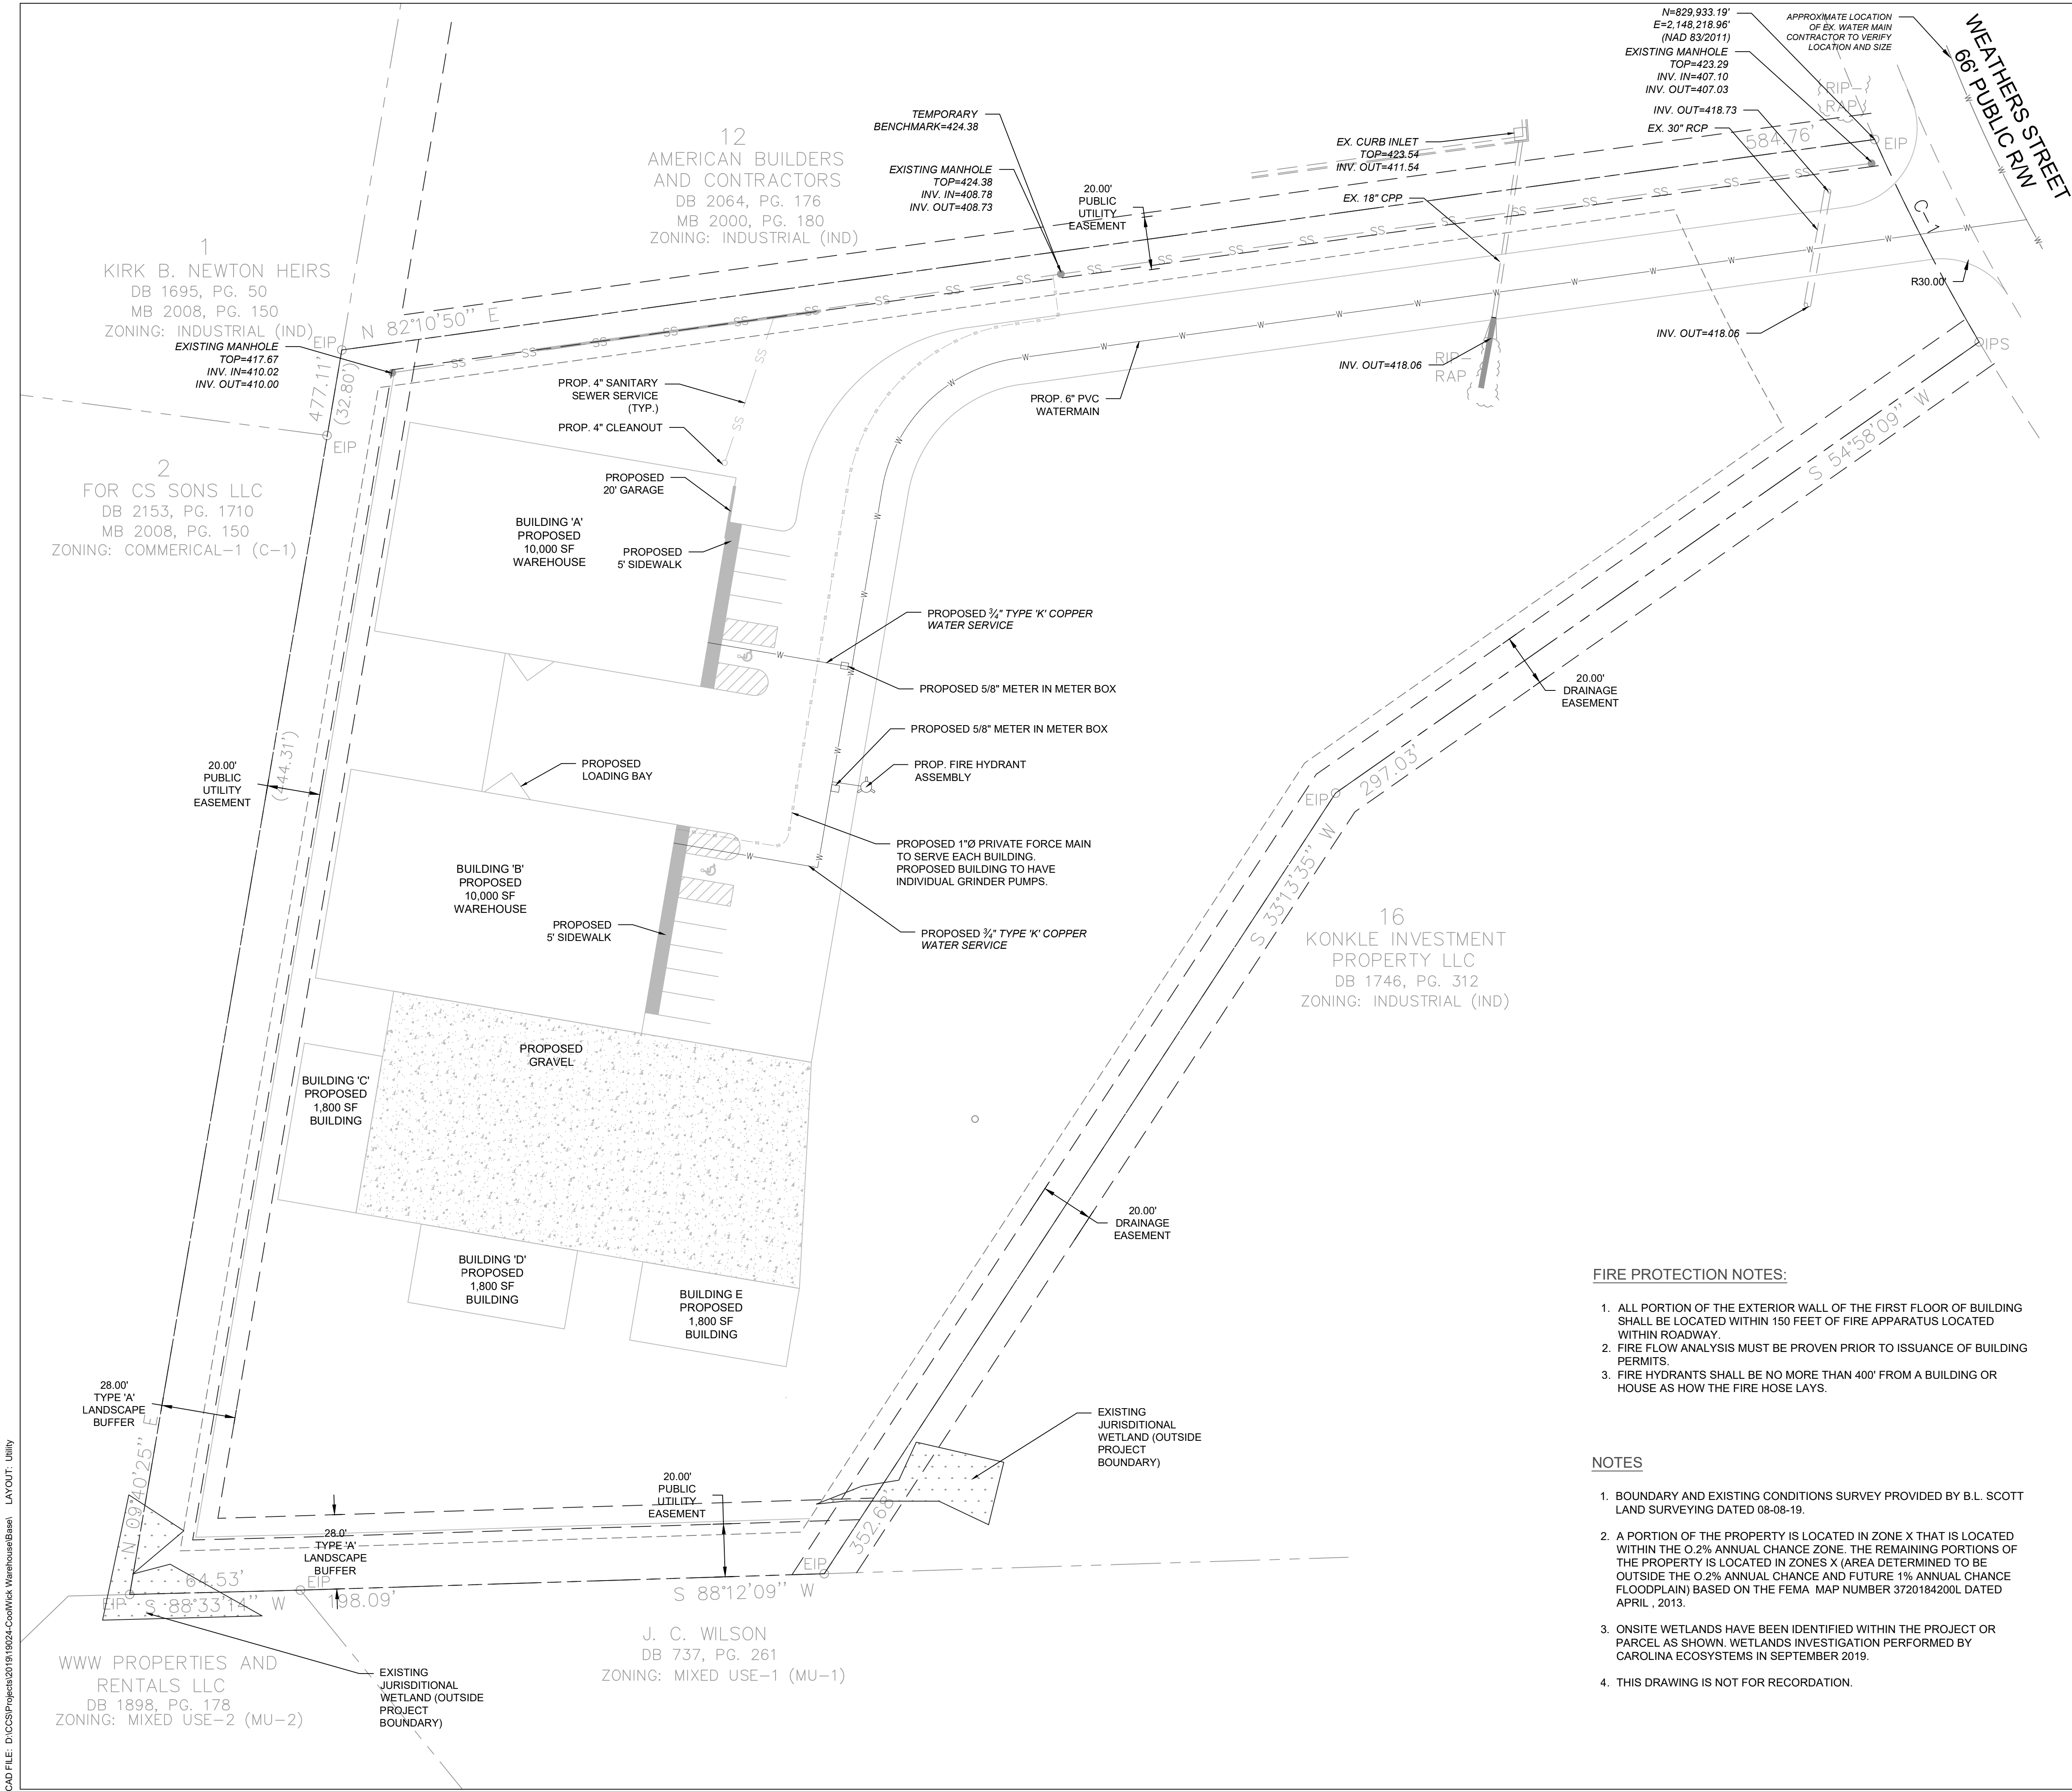 N=829,933.19'
E=2,148,218.96'
(NAD 83/2011)
EXISTING MANHOLE
TOP=423.29
INV. IN=407.10
INV. OUT=407.03
APPROXIMATE LOCATION
OF EX. WATER MAIN
CONTRACTOR TO VERIFY
LOCATION AND SIZE
WEATHERS STREET
66' PUBLIC R/W
RIP-
RAP
INV. OUT=418.73
EX. 30" RCP
584.76'
EIP
TEMPORARY
BENCHMARK=424.38
12
AMERICAN BUILDERS
AND CONTRACTORS
DB 2064, PG. 176
MB 2000, PG. 180
ZONING: INDUSTRIAL (IND)
EXISTING MANHOLE
TOP=424.38
INV. IN=408.78
INV. OUT=408.73
20.00'
PUBLIC
UTILITY
EASEMENT
EX. CURB INLET
TOP=423.54
INV. OUT=411.54
EX. 18" CPP
C-1
R30.00'
1
KIRK B. NEWTON HEIRS
DB 1695, PG. 50
MB 2008, PG. 150
ZONING: INDUSTRIAL (IND)
EXISTING MANHOLE
TOP=417.67
INV. IN=410.02
INV. OUT=410.00
EIP
N 82°10'50" E
477.11'
(32.80')
EIP
INV. OUT=418.06
RIP-
RAP
INV. OUT=418.06
IPS
PROP. 4" SANITARY
SEWER SERVICE
(TYP.)
PROP. 4" CLEANOUT
PROP. 6" PVC
WATERMAIN
S 54°58'09" W
2
FOR CS SONS LLC
DB 2153, PG. 1710
MB 2008, PG. 150
ZONING: COMMERICAL-1 (C-1)
PROPOSED
20' GARAGE
BUILDING 'A'
PROPOSED
10,000 SF
WAREHOUSE
PROPOSED
5' SIDEWALK
PROPOSED ¾" TYPE 'K' COPPER
WATER SERVICE
PROPOSED 5/8" METER IN METER BOX
PROPOSED 5/8" METER IN METER BOX
20.00'
DRAINAGE
EASEMENT
PROPOSED
LOADING BAY
PROP. FIRE HYDRANT
ASSEMBLY
20.00'
PUBLIC
UTILITY
EASEMENT
(444.31')
EIP
297.03'
S 33°13'35" W
PROPOSED 1"Ø PRIVATE FORCE MAIN
TO SERVE EACH BUILDING.
PROPOSED BUILDING TO HAVE
INDIVIDUAL GRINDER PUMPS.
BUILDING 'B'
PROPOSED
10,000 SF
WAREHOUSE
PROPOSED
5' SIDEWALK
PROPOSED ¾" TYPE 'K' COPPER
WATER SERVICE
16
KONKLE INVESTMENT
PROPERTY LLC
DB 1746, PG. 312
ZONING: INDUSTRIAL (IND)
PROPOSED
GRAVEL
BUILDING 'C'
PROPOSED
1,800 SF
BUILDING
20.00'
DRAINAGE
EASEMENT
BUILDING 'D'
PROPOSED
1,800 SF
BUILDING
BUILDING E
PROPOSED
1,800 SF
BUILDING
FIRE PROTECTION NOTES:
1. ALL PORTION OF THE EXTERIOR WALL OF THE FIRST FLOOR OF BUILDING
SHALL BE LOCATED WITHIN 150 FEET OF FIRE APPARATUS LOCATED
WITHIN ROADWAY.
2. FIRE FLOW ANALYSIS MUST BE PROVEN PRIOR TO ISSUANCE OF BUILDING
PERMITS.
3. FIRE HYDRANTS SHALL BE NO MORE THAN 400' FROM A BUILDING OR
HOUSE AS HOW THE FIRE HOSE LAYS.
28.00'
TYPE 'A'
LANDSCAPE
BUFFER
N 09°40'25" E
EXISTING
JURISDITIONAL
WETLAND (OUTSIDE
PROJECT
BOUNDARY)
20.00'
PUBLIC
UTILITY
EASEMENT
28.0'
TYPE 'A'
LANDSCAPE
BUFFER
352.68'
EIP
64.53'
EIP
EIP
S 88°33'14" W
198.09'
S 88°12'09" W
NOTES
1. BOUNDARY AND EXISTING CONDITIONS SURVEY PROVIDED BY B.L. SCOTT
LAND SURVEYING DATED 08-08-19.
2. A PORTION OF THE PROPERTY IS LOCATED IN ZONE X THAT IS LOCATED
WITHIN THE O.2% ANNUAL CHANCE ZONE. THE REMAINING PORTIONS OF
THE PROPERTY IS LOCATED IN ZONES X (AREA DETERMINED TO BE
OUTSIDE THE O.2% ANNUAL CHANCE AND FUTURE 1% ANNUAL CHANCE
FLOODPLAIN) BASED ON THE FEMA MAP NUMBER 3720184200L DATED
APRIL , 2013.
3. ONSITE WETLANDS HAVE BEEN IDENTIFIED WITHIN THE PROJECT OR
PARCEL AS SHOWN. WETLANDS INVESTIGATION PERFORMED BY
CAROLINA ECOSYSTEMS IN SEPTEMBER 2019.
4. THIS DRAWING IS NOT FOR RECORDATION.
J. C. WILSON
DB 737, PG. 261
ZONING: MIXED USE-1 (MU-1)
WWW PROPERTIES AND
RENTALS LLC
DB 1898, PG. 178
ZONING: MIXED USE-2 (MU-2)
EXISTING
JURISDITIONAL
WETLAND (OUTSIDE
PROJECT
BOUNDARY)
CAD FILE: D:\CCS\Projects\2019\19024-CoolWick Warehouse\Base\ LAYOUT: Utility